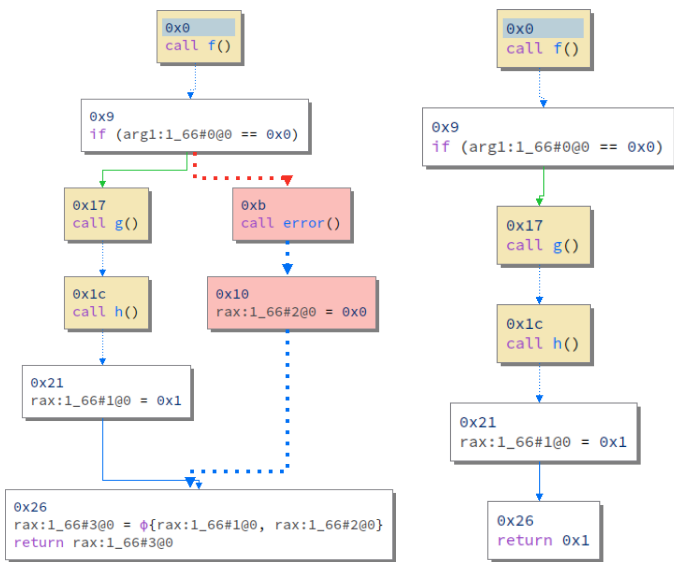 0x0
call f()
0x9
if (arg1:1_66#0@0 == 0x0)
0x17
call g()
0xb
call error()
0x1c
call h()
0x10
rax:1_66#2@0 = 0x0
0x21
rax:1_66#1@0 = 0x1
0x26
rax:1_66#3@0 = ϕ{rax:1_66#1@0, rax:1_66#2@0}
return rax:1_66#3@0
0x0
call f()
0x9
if (arg1:1_66#0@0 == 0x0)
0x17
call g()
0x1c
call h()
0x21
rax:1_66#1@0 = 0x1
0x26
return 0x1